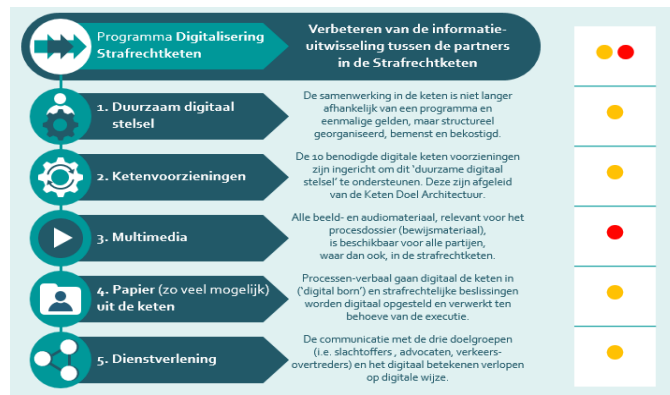 Programma Digitalisering
Strafrechtketen
Verbeteren van de informatie-
uitwisseling tussen de partners
in de Strafrechtketen
1. Duurzaam digitaal
stelsel
De samenwerking in de keten is niet langer
afhankelijk van een programma en
eenmalige gelden, maar structureel
georganiseerd, bemenst en bekostigd.
2. Ketenvoorzieningen
De 10 benodigde digitale keten voorzieningen
zijn ingericht om dit ‘duurzame digitaal
stelsel’ te ondersteunen. Deze zijn afgeleid
van de Keten Doel Architectuur.
3. Multimedia
Alle beeld- en audiomateriaal, relevant voor het
procesdossier (bewijsmateriaal),
is beschikbaar voor alle partijen,
waar dan ook, in de strafrechtketen.
4. Papier (zo veel mogelijk)
uit de keten
Processen-verbaal gaan digitaal de keten in
(‘digital born’) en strafrechtelijke beslissingen
worden digitaal opgesteld en verwerkt ten
behoeve van de executie.
5. Dienstverlening
De communicatie met de drie doelgroepen
(i.e. slachtoffers , advocaten, verkeers-
overtreders) en het digitaal betekenen verlopen
op digitale wijze.